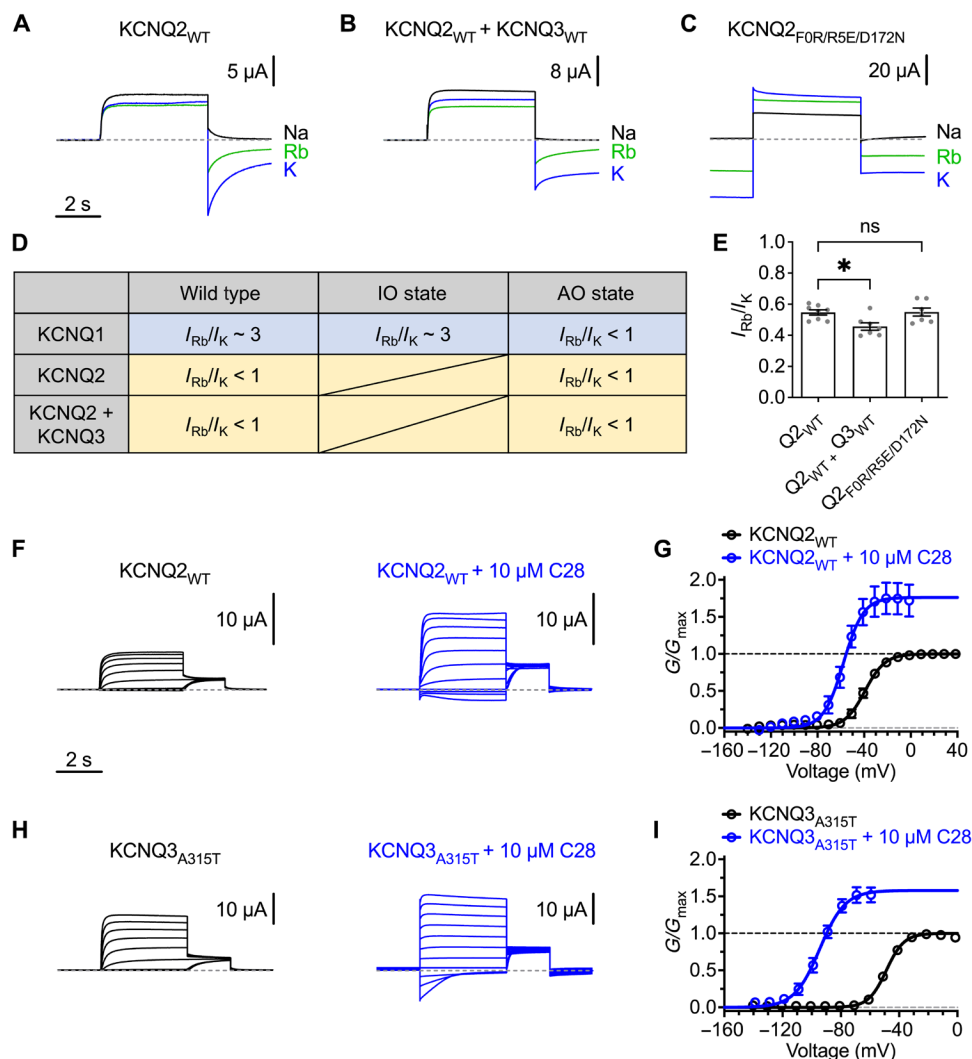 A
KCNQ2WT
5 µA
Na
Rb
K
2 s
B
KCNQ2WT + KCNQ3WT
8 µA
Na
Rb
K
C
KCNQ2F0R/R5E/D172N
20 µA
Na
Rb
K
D
Wild type IO state AO state
KCNQ1 IRb/IK ~ 3 IRb/IK ~ 3 IRb/IK < 1
KCNQ2 IRb/IK < 1 IRb/IK < 1
KCNQ2 +
KCNQ3
IRb/IK < 1 IRb/IK < 1
E
ns
*
IRb/IK
1.0
0.8
0.6
0.4
0.2
0.0
Q2WT
Q2WT + Q3WT
Q2F0R/R5E/D172N
F
KCNQ2WT
10 µA
2 s
KCNQ2WT + 10 µM C28
10 µA
G
KCNQ2WT
KCNQ2WT + 10 µM C28
G/Gmax
2.0
1.5
1.0
0.5
0.0
−160 −120 −80 −40 0 40
Voltage (mV)
H
KCNQ3A315T
10 µA
KCNQ3A315T + 10 µM C28
10 µA
I
KCNQ3A315T
KCNQ3A315T + 10 µM C28
G/Gmax
2.0
1.5
1.0
0.5
0.0
−160 −120 −80 −40 0
Voltage (mV)